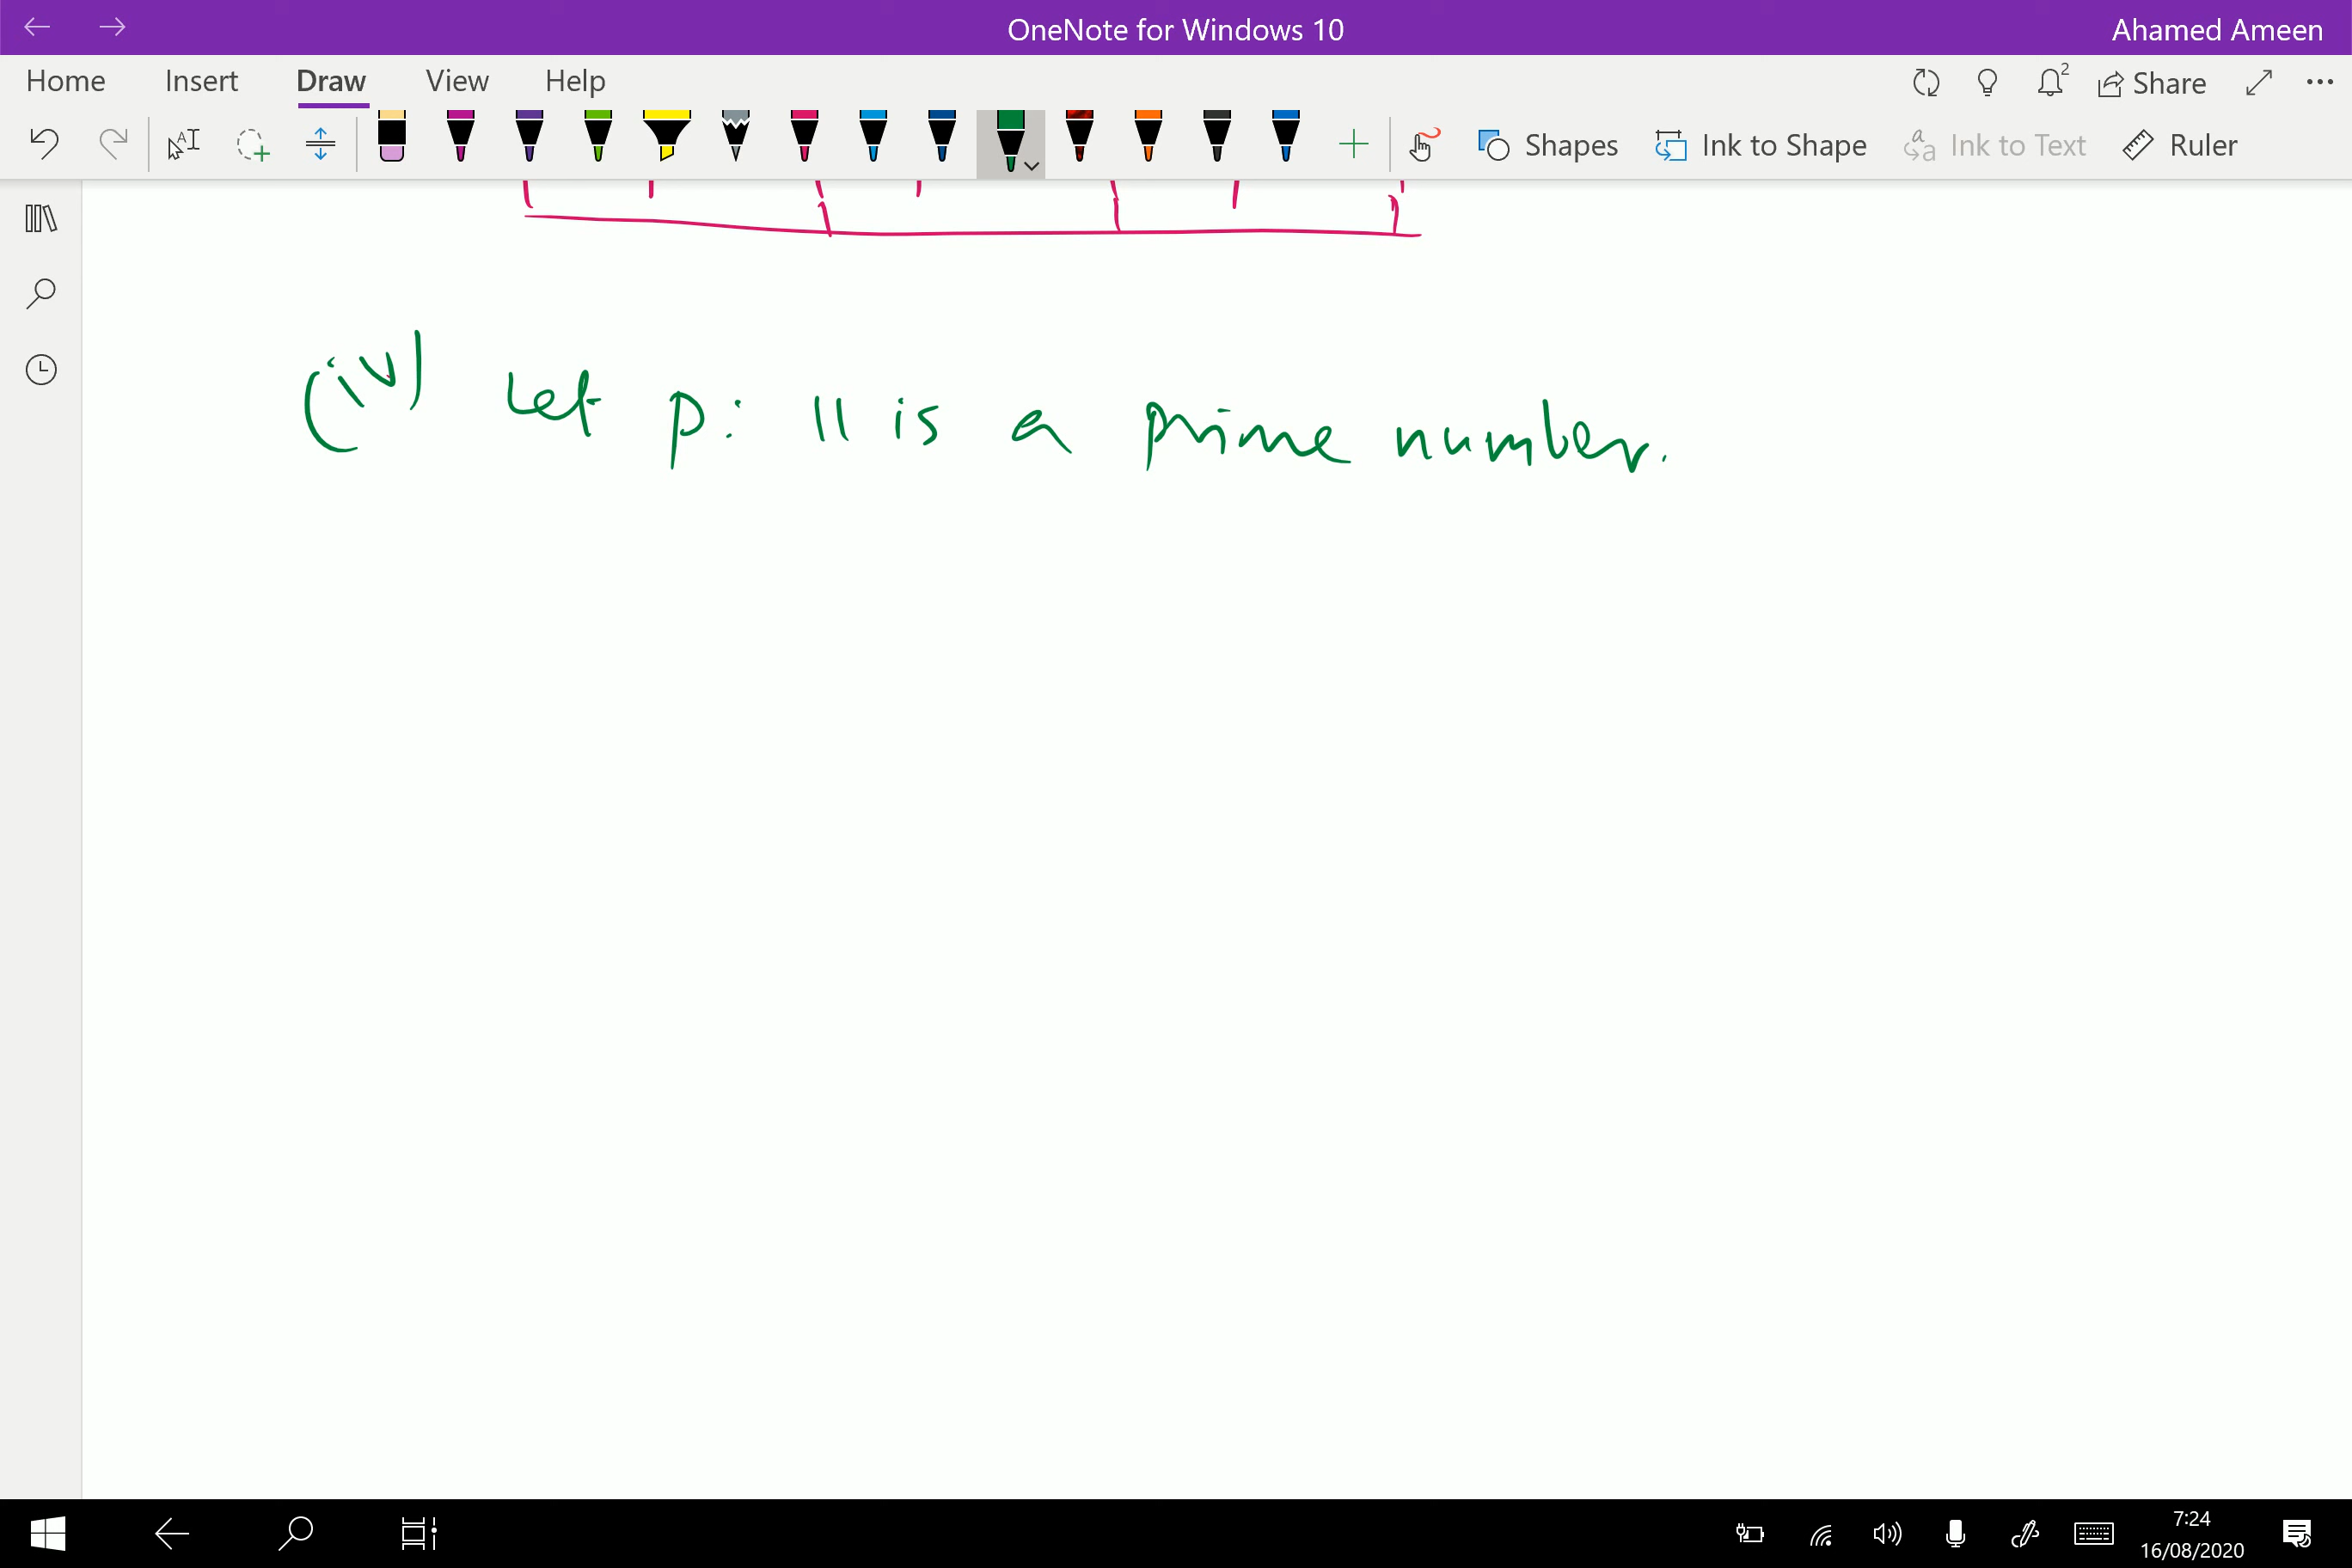 OneNote for Windows 10 Ahamed Ameen
Home Insert Draw View Help 2 Share
Shapes Ink to Shape Ink to Text Ruler
(iv) Let p: 11 is a prime number.
7:24
16/08/2020